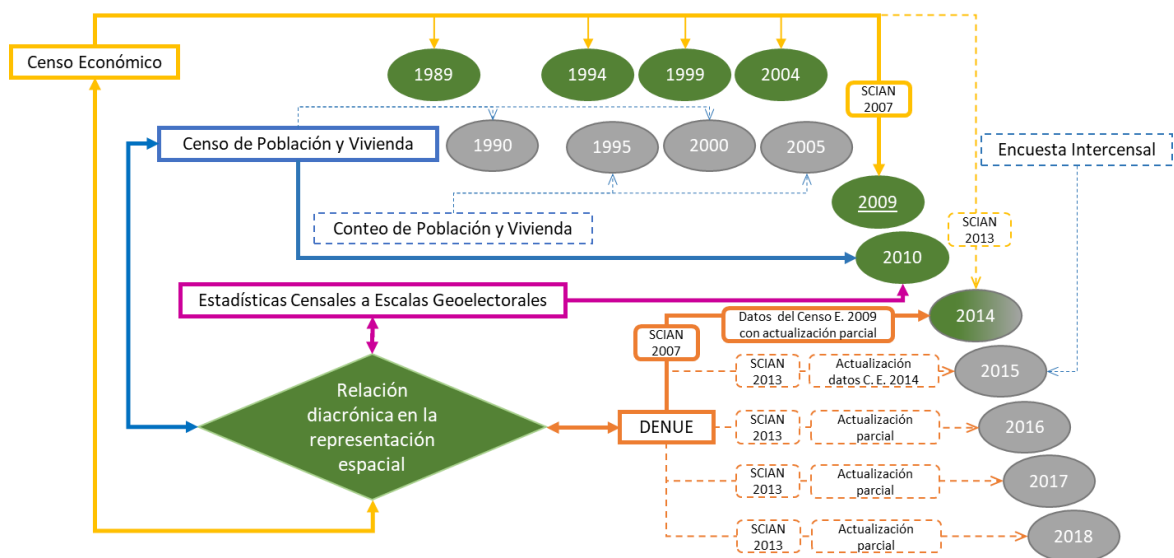 Censo Económico
1989
1994
1999
2004
SCIAN
2007
Censo de Población y Vivienda
1990
1995
2000
2005
Encuesta Intercensal
2009
Conteo de Población y Vivienda
SCIAN
2013
2010
Estadísticas Censales a Escalas Geoelectorales
SCIAN
2007
Datos del Censo E. 2009
con actualización parcial
2014
SCIAN
2013
Actualización
datos C. E. 2014
2015
Relación
diacrónica en la
representación
espacial
DENUE
SCIAN
2013
Actualización
parcial
2016
SCIAN
2013
Actualización
parcial
2017
SCIAN
2013
Actualización
parcial
2018